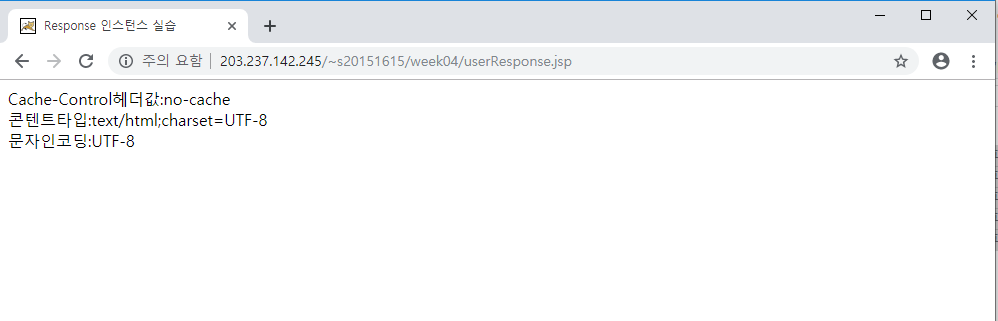 Response 인스턴스 실습
주의 요함 | 203.237.142.245/~s20151615/week04/userResponse.jsp
Cache-Control헤더값:no-cache
콘텐트타입:text/html;charset=UTF-8
문자인코딩:UTF-8